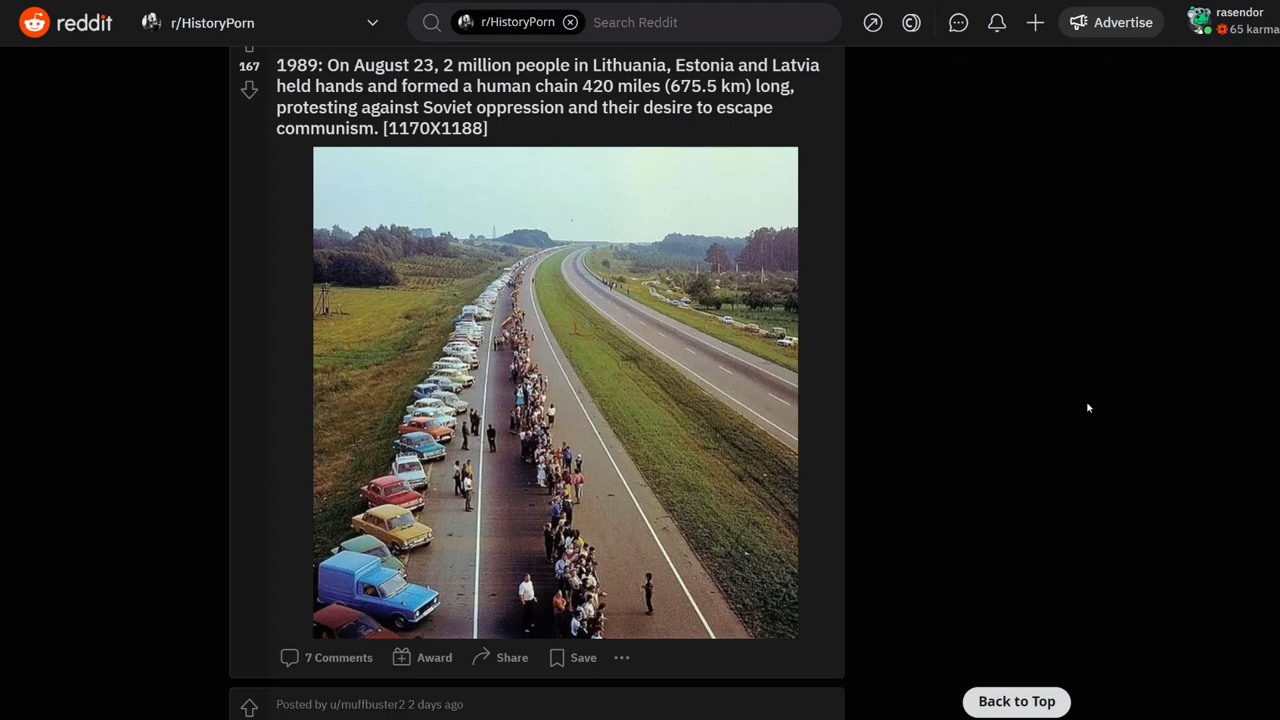 reddit
r/HistoryPorn
r/HistoryPorn
Search Reddit
Advertise
rasendor
65 karma
167
1989: On August 23, 2 million people in Lithuania, Estonia and Latvia
held hands and formed a human chain 420 miles (675.5 km) long,
protesting against Soviet oppression and their desire to escape
communism. [1170X1188]
7 Comments
Award
Share
Save
Posted by u/muffbuster2 2 days ago
Back to Top